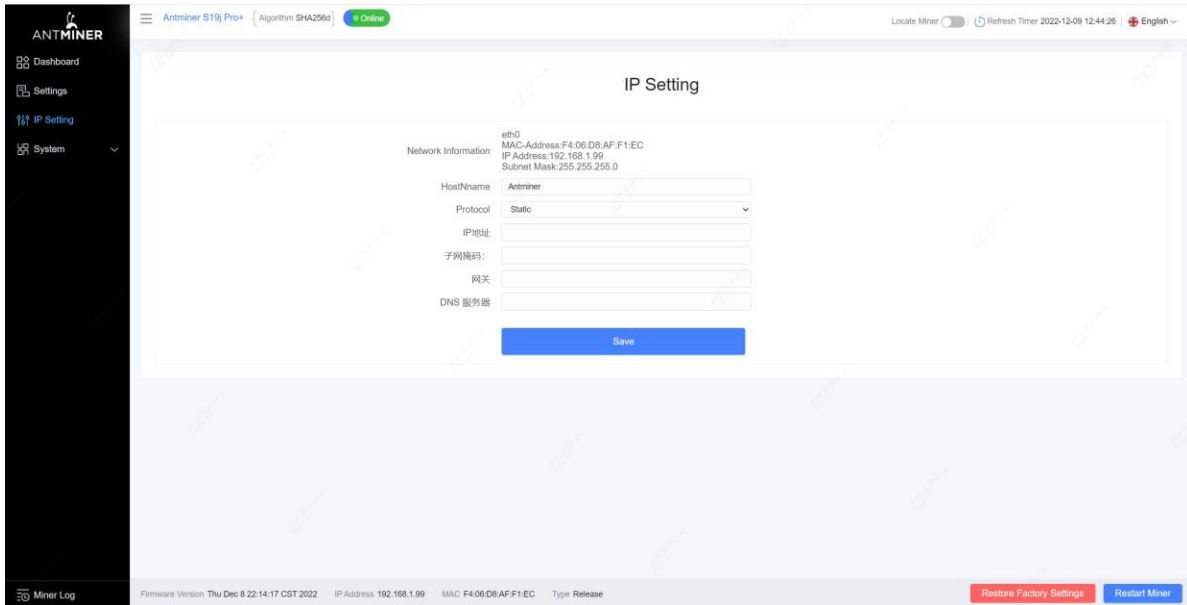 ANTMINER
Antminer S19j Pro+ {Algorithm SHA256d} Online
Locate Miner Refresh Timer 2022-12-09 12:44:26 English
Dashboard
Settings
IP Setting
System
IP Setting
Network Information
eth0
MAC-Address:F4:06:D8:AF:F1:EC
IP Address:192.168.1.99
Subnet Mask:255.255.255.0
HostNname Antminer
Protocol Static
IP地址
子网掩码：
网关
DNS 服务器
Save
Miner Log
Firmware Version Thu Dec 8 22:14:17 CST 2022 IP Address 192.168.1.99 MAC F4:06:D8:AF:F1:EC Type Release
Restore Factory Settings Restart Miner